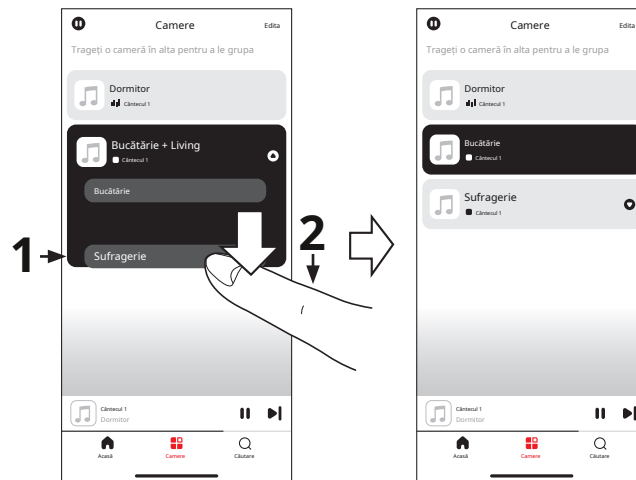 Camere
Edita
Trageți o cameră în alta pentru a le grupa
Dormitor
Cântecul 1
Bucătărie + Living
Cântecul 1
Bucătărie
Sufragerie
1
2
Cântecul 1
Dormitor
Acasă
Camere
Căutare
Camere
Edita
Trageți o cameră în alta pentru a le grupa
Dormitor
Cântecul 1
Bucătărie
Cântecul 1
Sufragerie
Cântecul 1
Cântecul 1
Dormitor
Acasă
Camere
Căutare